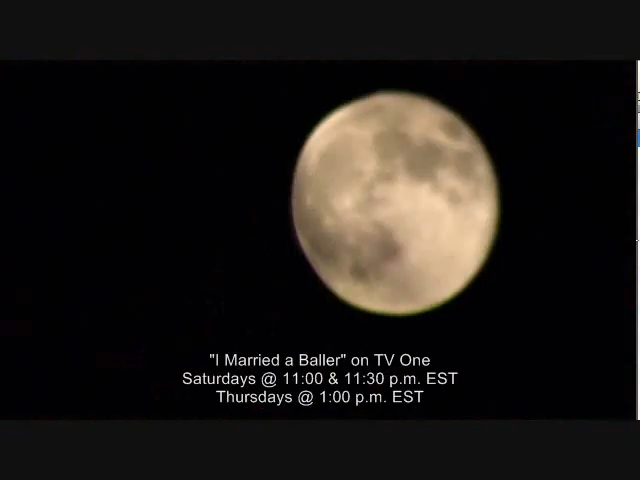 "I Married a Baller" on TV One
Saturdays @ 11:00 & 11:30 p.m. EST
Thursdays @ 1:00 p.m. EST